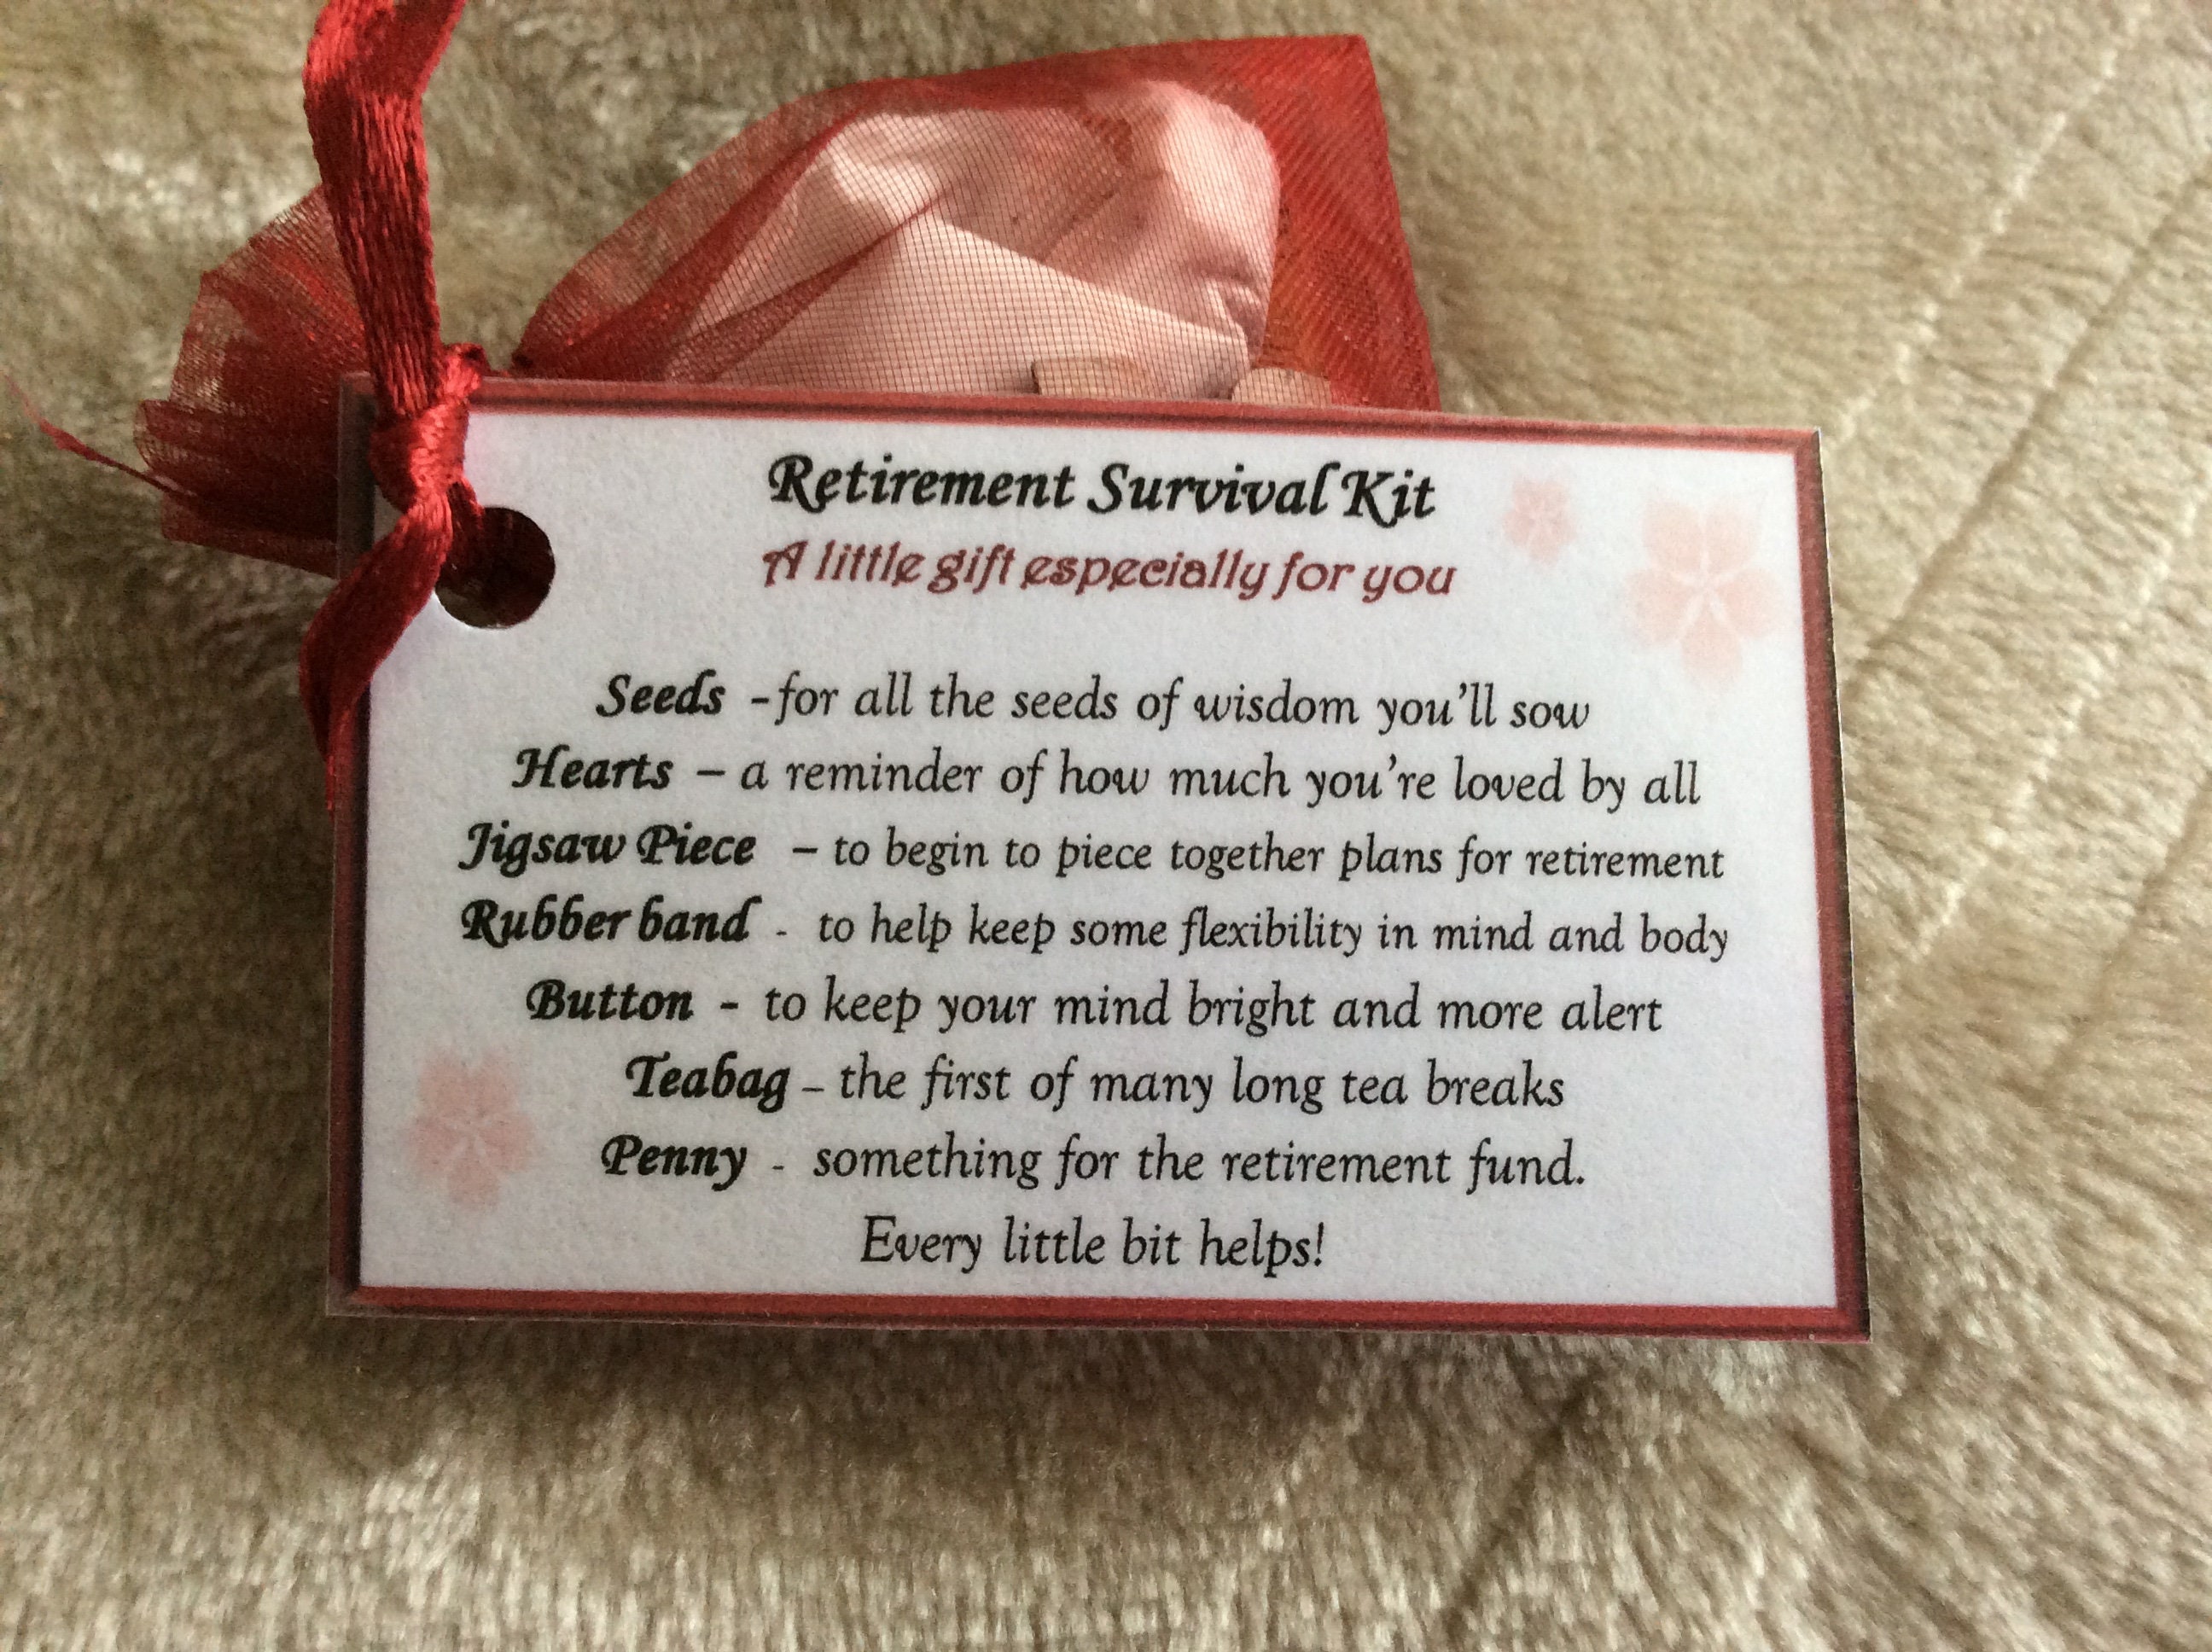 Retirement Survival Kit
A little gift especially for you
Seeds -for all the seeds of wisdom you'll sow
Hearts – a reminder of how much you're loved by all
Jigsaw Piece – to begin to piece together plans for retirement
Rubber band - to help keep some flexibility in mind and body
Button - to keep your mind bright and more alert
Teabag – the first of many long tea breaks
Penny - something for the retirement fund.
Every little bit helps!